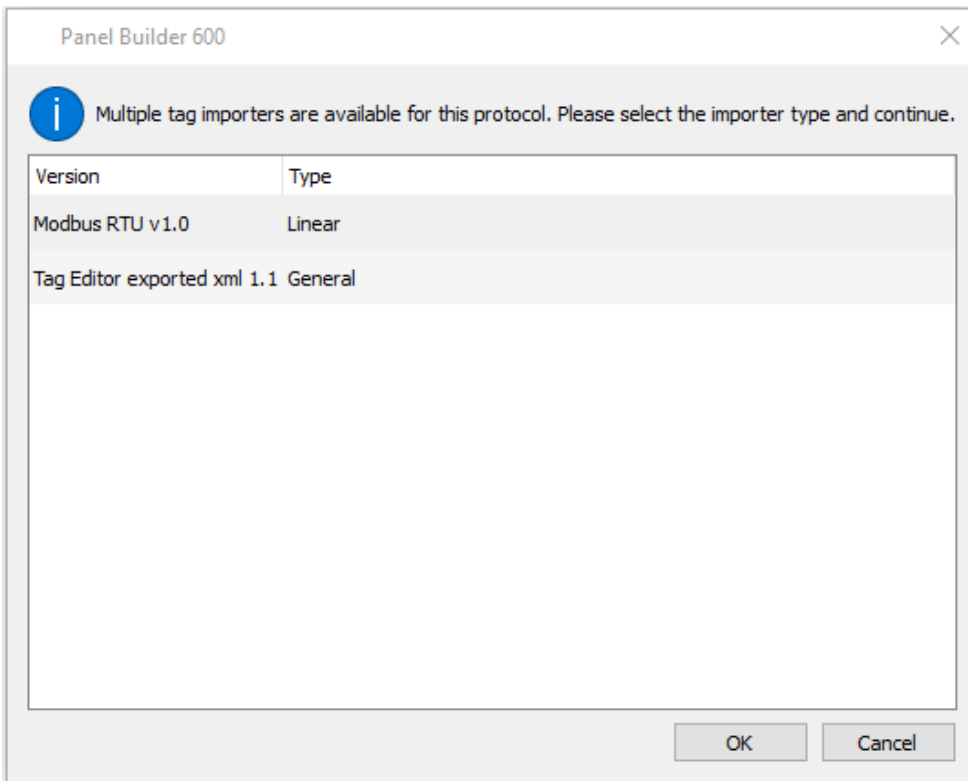 Panel Builder 600
Multiple tag importers are available for this protocol. Please select the importer type and continue.
Version Type
Modbus RTU v1.0 Linear
Tag Editor exported xml 1.1 General
OK Cancel